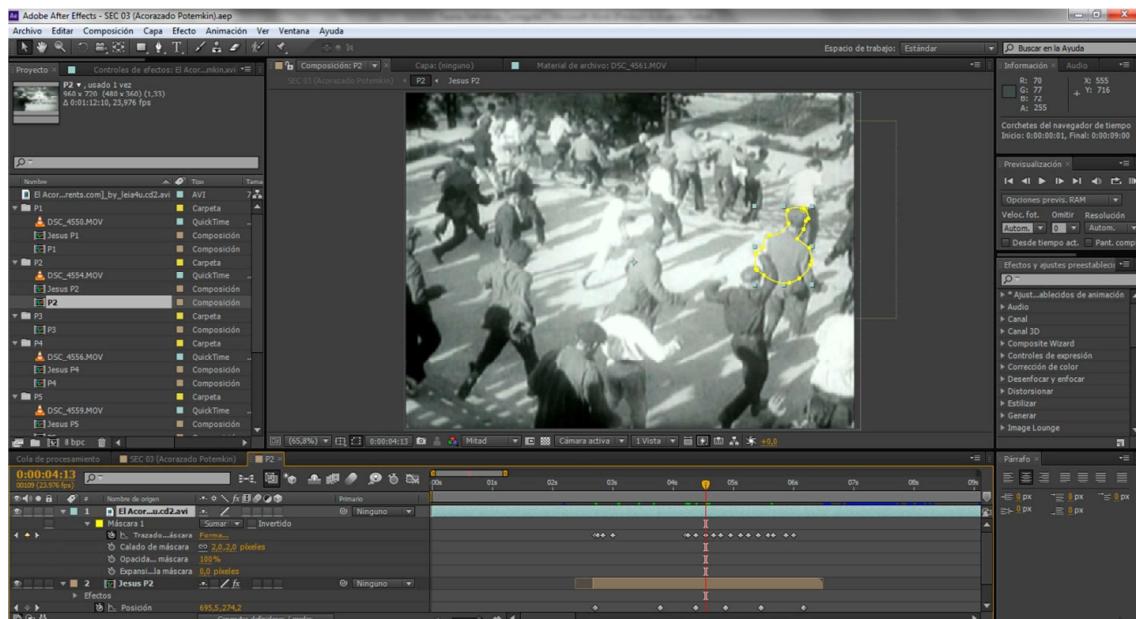 Adobe After Effects - SEC 03 (Acorazado Potemkin).aep
Archivo Editar Composición Capa Efecto Animación Ver Ventana Ayuda
Espacio de trabajo: Estándar
Buscar en la Ayuda
Proyecto Controles de efectos: El Acor...mkin.avi
P2 , usado 1 vez
960 x 720 (480 x 360) (1,33)
Δ 0:01:12:10, 23,976 fps
Nombre Tipo Tama
El Acor...rents.com]_by_leia4u.cd2.avi AVI 7
P1 Carpeta
DSC_4550.MOV QuickTime
Jesus P1 Composición
P1 Composición
P2 Carpeta
DSC_4554.MOV QuickTime
Jesus P2 Composición
P2 Composición
P3 Carpeta
P3 Composición
P4 Carpeta
DSC_4556.MOV QuickTime
Jesus P4 Composición
P4 Composición
P5 Carpeta
DSC_4559.MOV QuickTime
Jesus P5 Composición
8 bpc
Composición: P2 Capa: (ninguno) Material de archivo: DSC_4561.MOV
SEC 03 (Acorazado Potemkin) P2 Jesus P2
(65,8%) 0:00:04:13 Mitad Cámara activa 1 Vista +0,0
Información Audio
R: 70 X: 555
G: 77 Y: 716
B: 72
A: 255
Corchetes del navegador de tiempo
Inicio: 0:00:00:01, Final: 0:00:09:00
Previsualización
Opciones previs. RAM
Veloc. fot. Omitir Resolución
Autom. 0 Autom.
Desde tiempo act. Pant. comp
Efectos y ajustes preestableci
* Ajust...ablecidos de animación
Audio
Canal
Canal 3D
Composite Wizard
Controles de expresión
Corrección de color
Desenfocar y enfocar
Distorsionar
Estilizar
Generar
Image Lounge
Cola de procesamiento SEC 03 (Acorazado Potemkin) P2
0:00:04:13
00109 (23.976 fps)
00s 01s 02s 03s 04s 05s 06s 07s 08s 09s
# Nombre de origen Primario
1 El Acor...u.cd2.avi Ninguno
Máscara 1 Sumar Invertido
Trazado...áscara Forma...
Calado de máscara 2,0,2,0 píxeles
Opacida... máscara 100%
Expansi...la máscara 0,0 píxeles
2 Jesus P2 Ninguno
Efectos
Posición 695,5,274,2
Párrafo
0 px 0 px 0 px
0 px 0 px